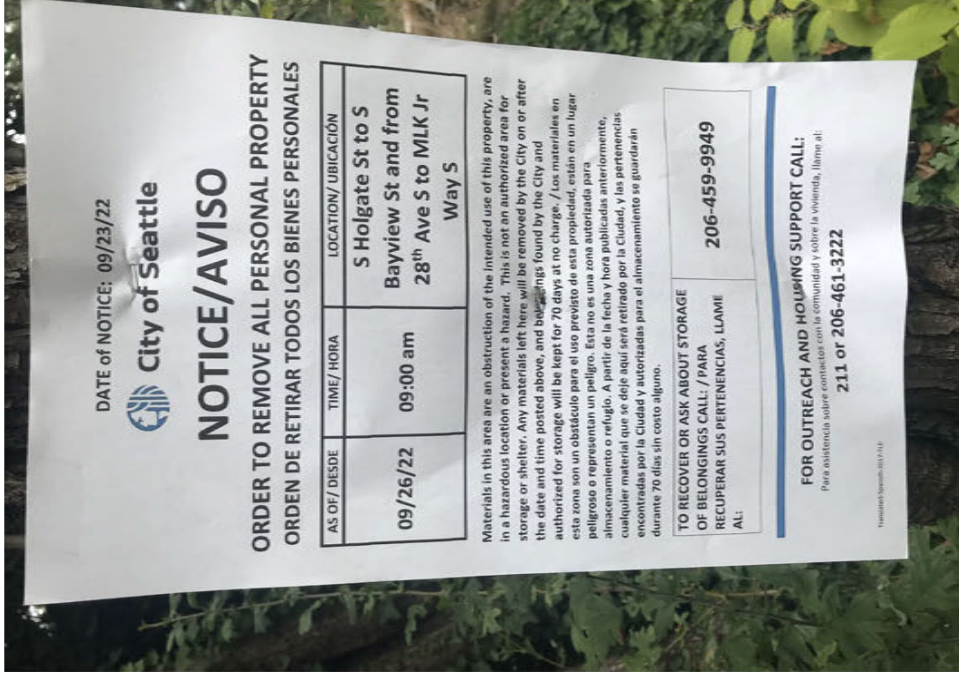 DATE of NOTICE: 09/23/22
City of Seattle
NOTICE/AVISO
ORDER TO REMOVE ALL PERSONAL PROPERTY
ORDEN DE RETIRAR TODOS LOS BIENES PERSONALES
AS OF/ DESDE
TIME/ HORA
LOCATION/ UBICACIÓN
09/26/22
09:00 am
S Holgate St to S
Bayview St and from
28th Ave S to MLK Jr
Way S
Materials in this area are an obstruction of the intended use of this property, are
in a hazardous location or present a hazard. This is not an authorized area for
storage or shelter. Any materials left here will be removed by the City on or after
the date and time posted above, and belongings found by the City and
authorized for storage will be kept for 70 days at no charge. / Los materiales en
esta zona son un obstáculo para el uso previsto de esta propiedad, están en un lugar
peligroso o representan un peligro. Esta no es una zona autorizada para
almacenamiento o refugio. A partir de la fecha y hora publicadas anteriormente,
cualquier material que se deje aquí será retirado por la Ciudad, y las pertenencias
encontradas por la Ciudad y autorizadas para el almacenamiento se guardarán
durante 70 días sin costo alguno.
TO RECOVER OR ASK ABOUT STORAGE
OF BELONGINGS CALL: / PARA
RECUPERAR SUS PERTENENCIAS, LLAME
AL:
206-459-9949
FOR OUTREACH AND HOUSING SUPPORT CALL:
Para asistencia sobre contactos con la comunidad y sobre la vivienda, llame al:
211 or 206-461-3222